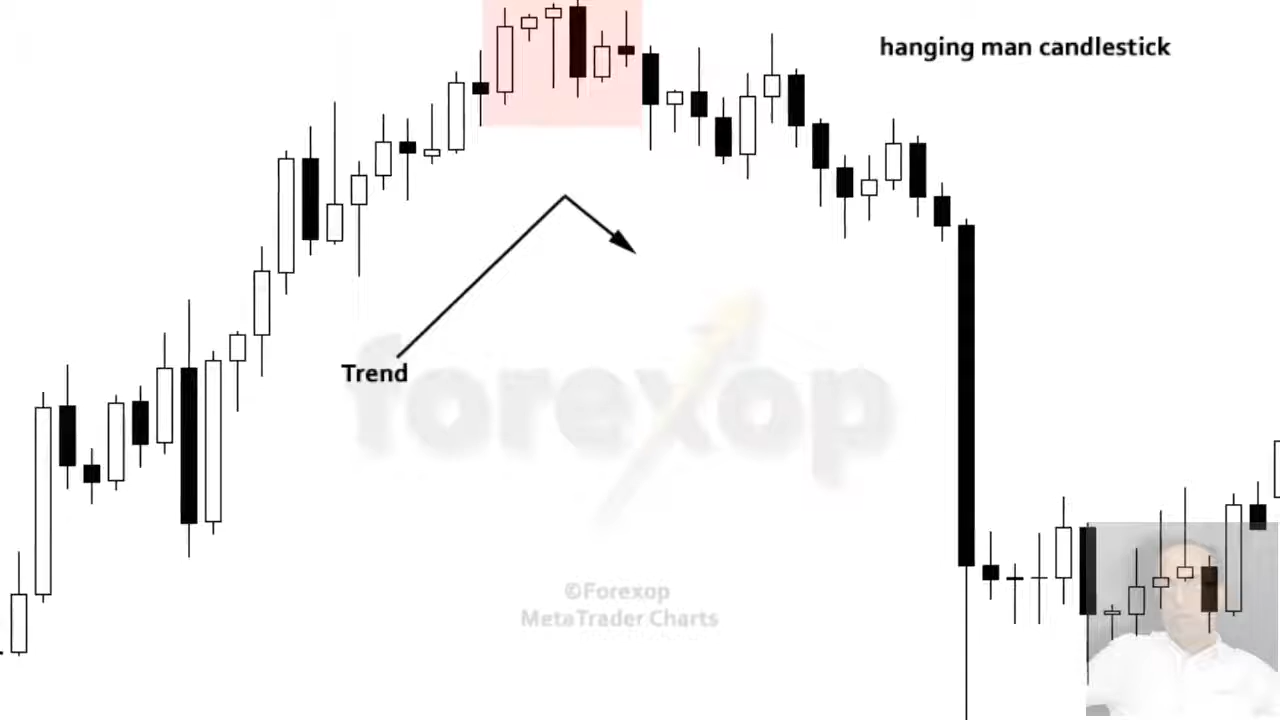 hanging man candlestick
Trend
forexop
©Forexop
MetaTrader Charts